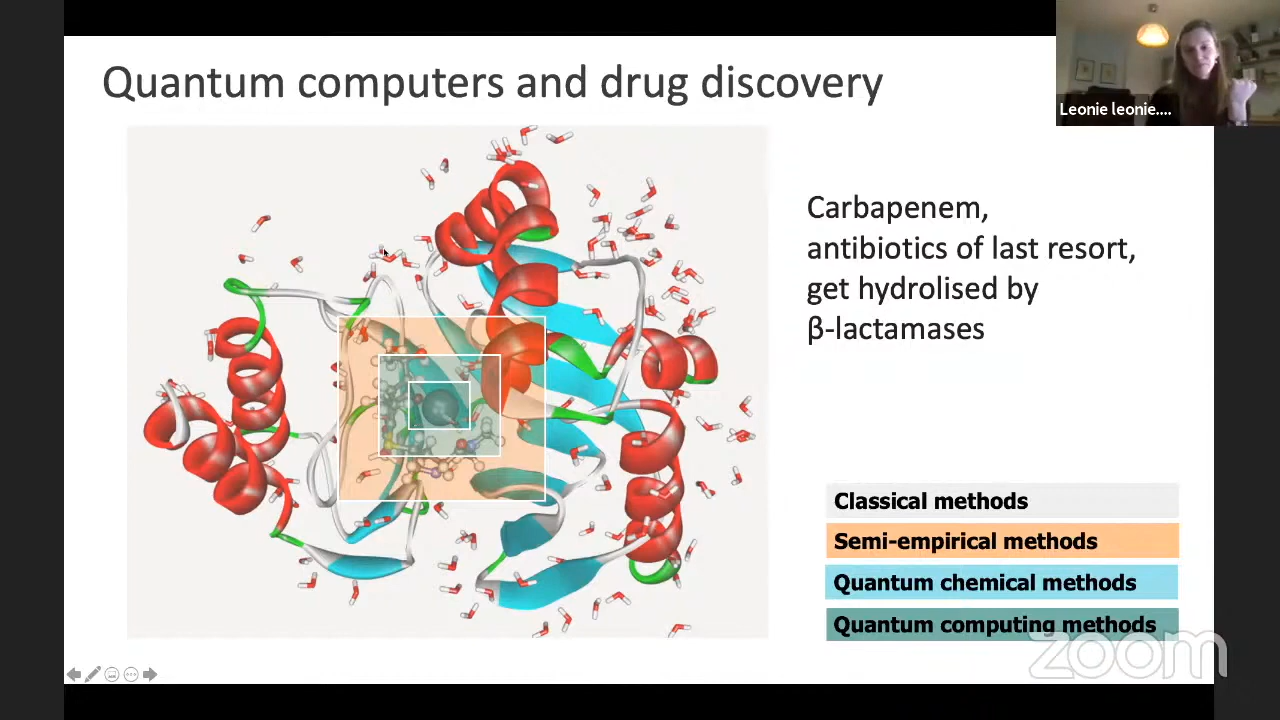 Quantum computers and drug discovery
Leonie leonie....
Carbapenem,
antibiotics of last resort,
get hydrolised by
β-lactamases
Classical methods
Semi-empirical methods
Quantum chemical methods
Quantum computing methods
zoom